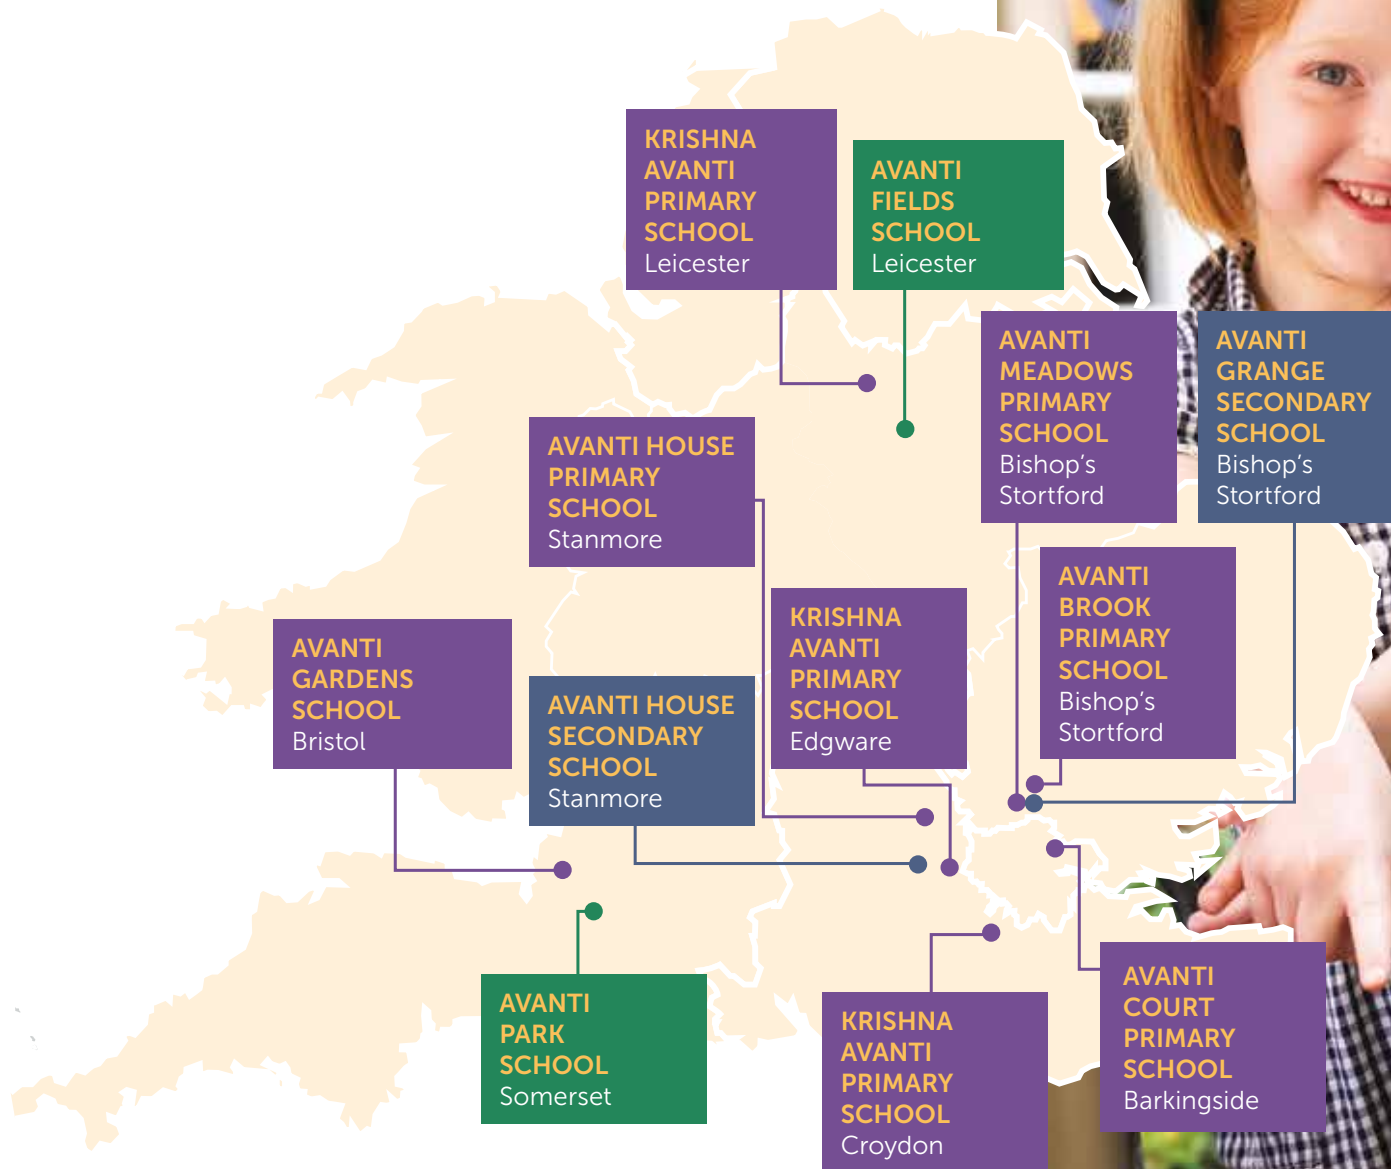 KRISHNA
AVANTI
PRIMARY
SCHOOL
Leicester
AVANTI
FIELDS
SCHOOL
Leicester
AVANTI
MEADOWS
PRIMARY
SCHOOL
Bishop's
Stortford
AVANTI
GRANGE
SECONDARY
SCHOOL
Bishop's
Stortford
AVANTI HOUSE
PRIMARY
SCHOOL
Stanmore
AVANTI
BROOK
PRIMARY
SCHOOL
Bishop's
Stortford
KRISHNA
AVANTI
PRIMARY
SCHOOL
Edgware
AVANTI
GARDENS
SCHOOL
Bristol
AVANTI HOUSE
SECONDARY
SCHOOL
Stanmore
AVANTI
PARK
SCHOOL
Somerset
KRISHNA
AVANTI
PRIMARY
SCHOOL
Croydon
AVANTI
COURT
PRIMARY
SCHOOL
Barkingside